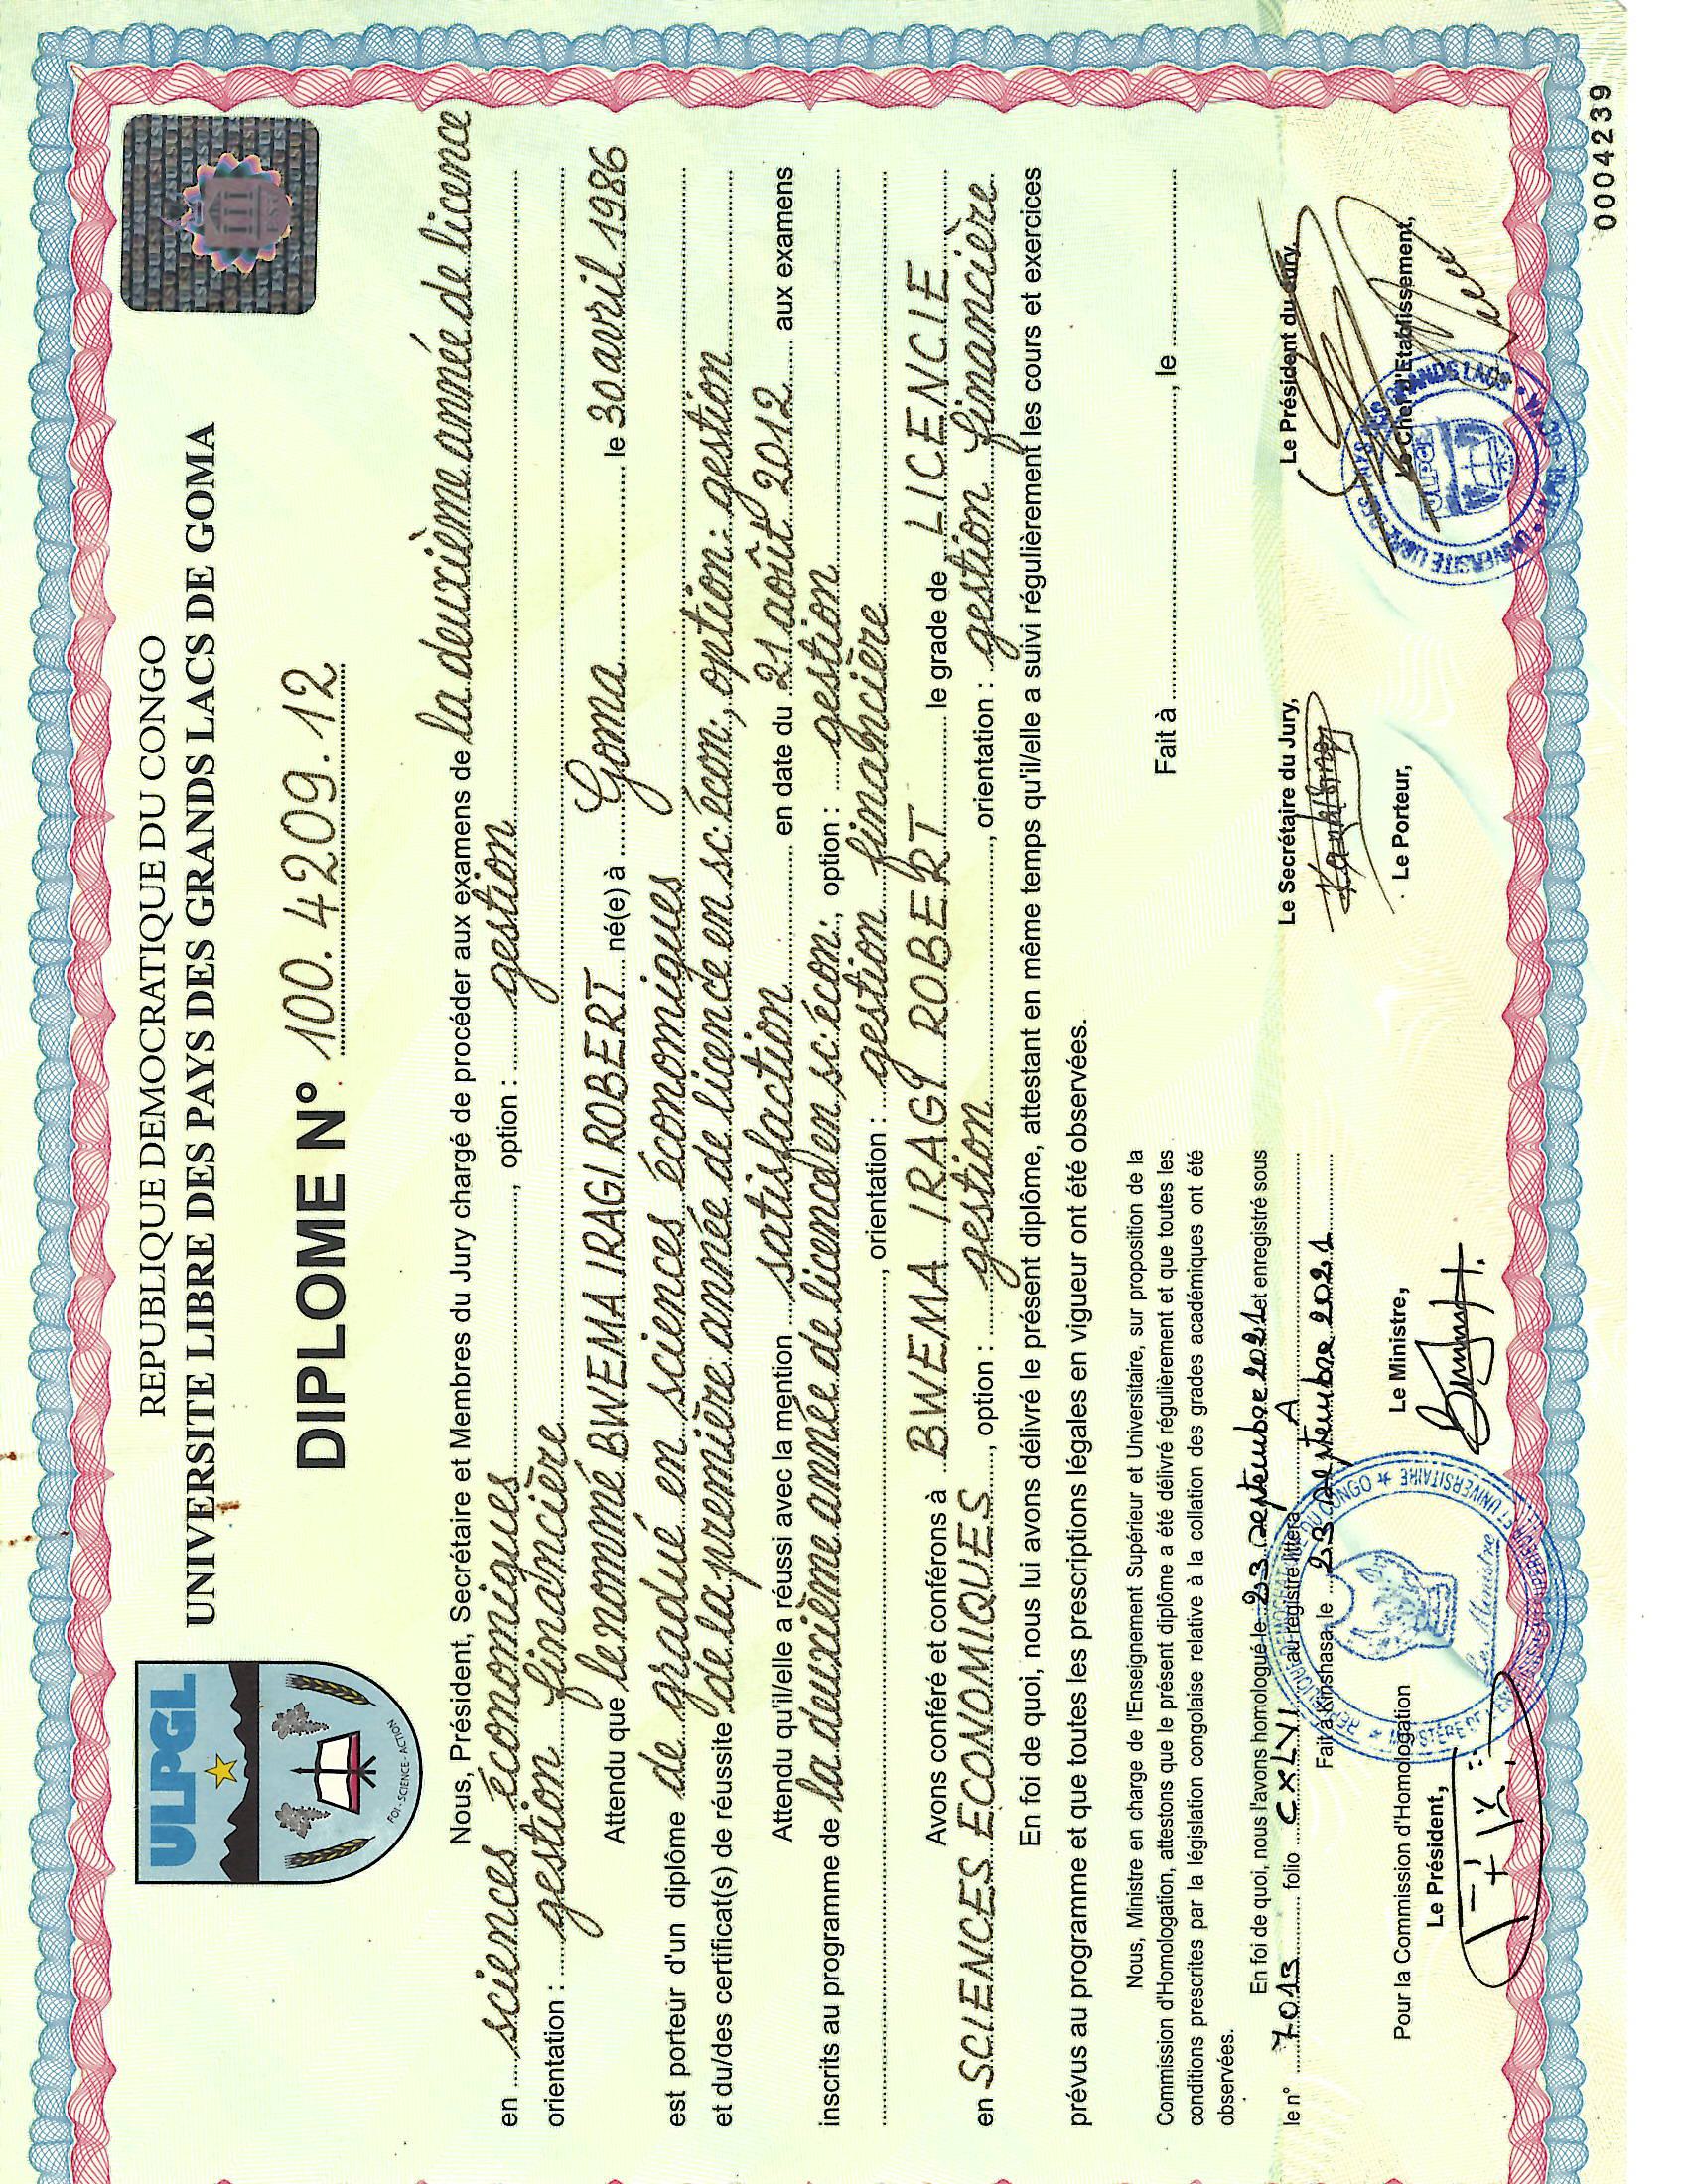 ULPGL
FOI - SCIENCE - ACTION
REPUBLIQUE DEMOCRATIQUE DU CONGO
UNIVERSITE LIBRE DES PAYS DES GRANDS LACS DE GOMA
DIPLOME N° 100.4209.12
Nous, Président, Secrétaire et Membres du Jury chargé de procéder aux examens de la deuxième année de licence
en sciences économiques, option : gestion
orientation : gestion financière
Attendu que le nommé BWEMA IRAGI ROBERT né(e) à Goma le 30 avril 1986
est porteur d'un diplôme de gradué en sciences économiques
et du/des certificat(s) de réussite de la première année de licence en sc. écon., option : gestion
Attendu qu'il/elle a réussi avec la mention satisfaction en date du 21 août 2012 aux examens
inscrits au programme de la deuxième année de licence en sc. écon., option : gestion
, orientation : gestion financière
Avons conféré et conférons à BWEMA IRAGI ROBERT le grade de LICENCIE
en SCIENCES ECONOMIQUES, option : gestion, orientation : gestion financière
En foi de quoi, nous lui avons délivré le présent diplôme, attestant en même temps qu'il/elle a suivi régulièrement les cours et exercices
prévus au programme et que toutes les prescriptions légales en vigueur ont été observées.
Fait à, le
Nous, Ministre en charge de l'Enseignement Supérieur et Universitaire, sur proposition de la
Commission d'Homologation, attestons que le présent diplôme a été délivré régulièrement et que toutes les
conditions prescrites par la législation congolaise relative à la collation des grades académiques ont été
observées.
En foi de quoi, nous l'avons homologué le 23 septembre 2021 et enregistré sous
le n° 7013 folio CXLVI au registre littera A
Fait à Kinshasa, le 23 septembre 2021
Le Secrétaire du Jury,
Le Président du Jury,
Pour la Commission d'Homologation
Le Président,
Le Ministre,
Le Porteur,
Le Chef d'Etablissement,
REPUBLIQUE DEMOCRATIQUE DU CONGO
Le Ministre
ULPGL
0004239